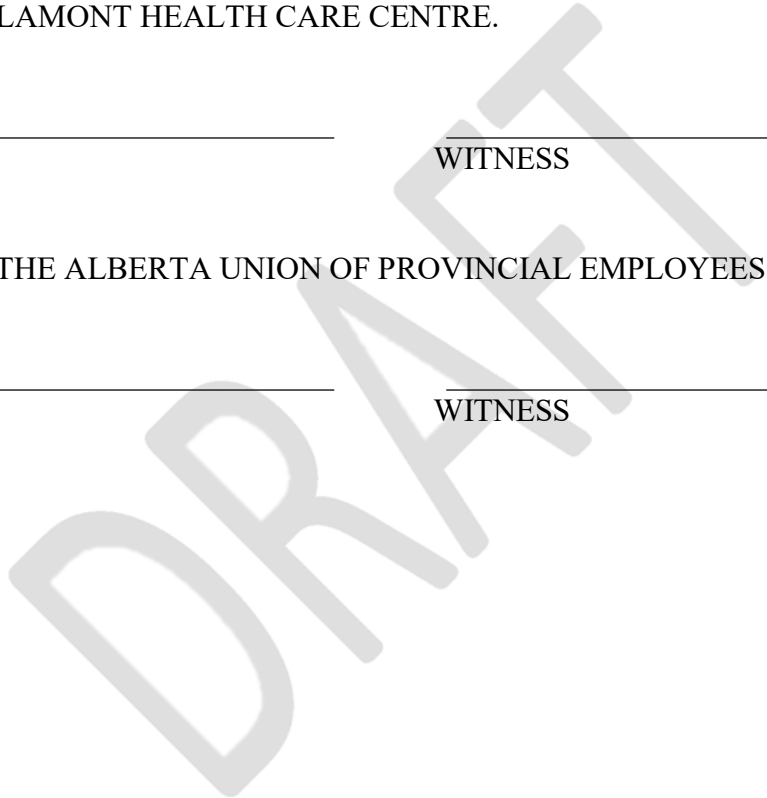 LAMONT HEALTH CARE CENTRE.
WITNESS
THE ALBERTA UNION OF PROVINCIAL EMPLOYEES
WITNESS
DRAFT